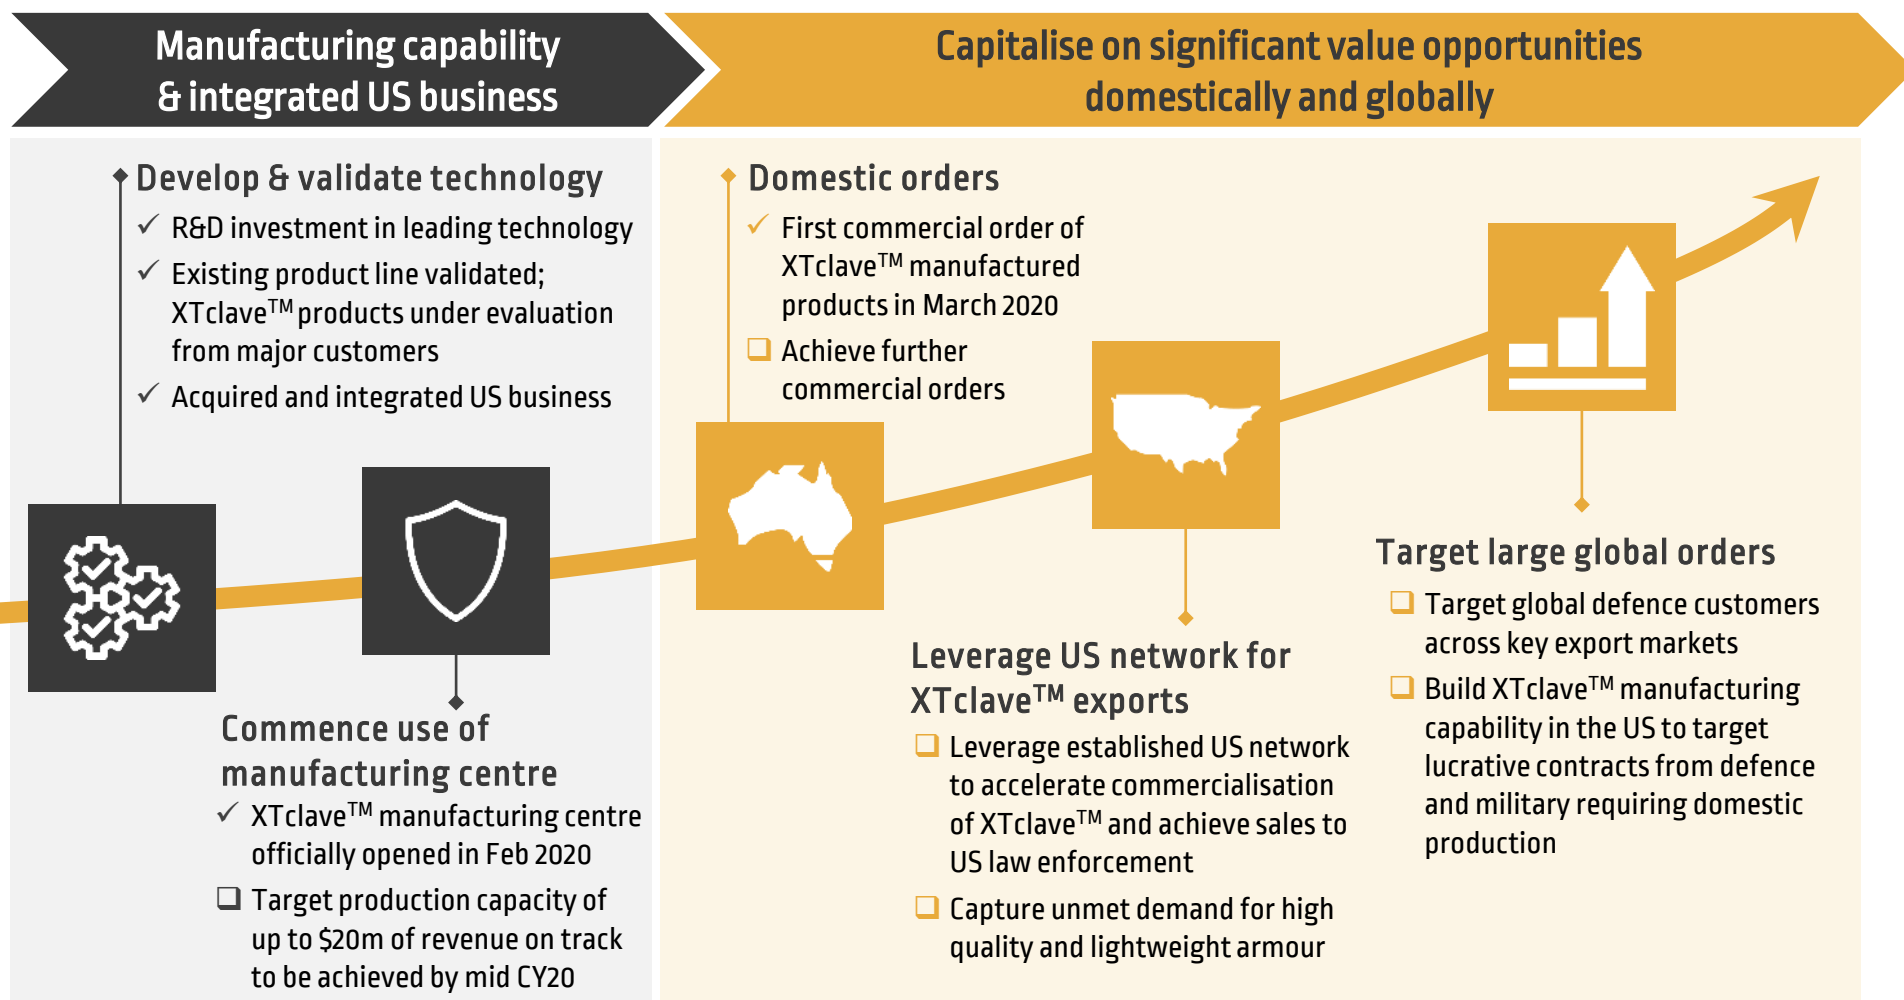 Manufacturing capability
& integrated US business
Capitalise on significant value opportunities
domestically and globally
Develop & validate technology
✓ R&D investment in leading technology
✓ Existing product line validated;
XTclave™ products under evaluation
from major customers
✓ Acquired and integrated US business
Commence use of
manufacturing centre
✓ XTclave™ manufacturing centre
officially opened in Feb 2020
❑ Target production capacity of
up to $20m of revenue on track
to be achieved by mid CY20
Domestic orders
✓ First commercial order of
XTclave™ manufactured
products in March 2020
❑ Achieve further
commercial orders
Leverage US network for
XTclave™ exports
❑ Leverage established US network
to accelerate commercialisation
of XTclave™ and achieve sales to
US law enforcement
❑ Capture unmet demand for high
quality and lightweight armour
Target large global orders
❑ Target global defence customers
across key export markets
❑ Build XTclave™ manufacturing
capability in the US to target
lucrative contracts from defence
and military requiring domestic
production